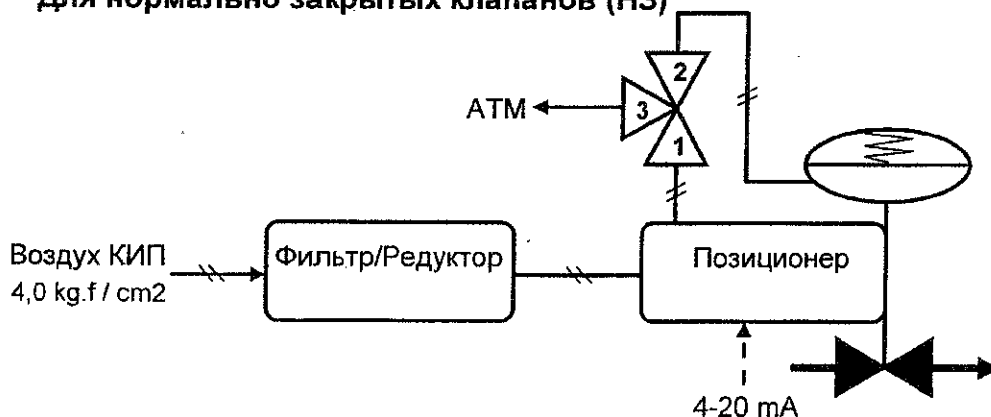 для нормально закрытых клапанов (НЗ)
2
АТМ
3
1
Воздух КИП
4,0 kg.f / cm2
Фильтр/Редуктор
Позиционер
4-20 mA